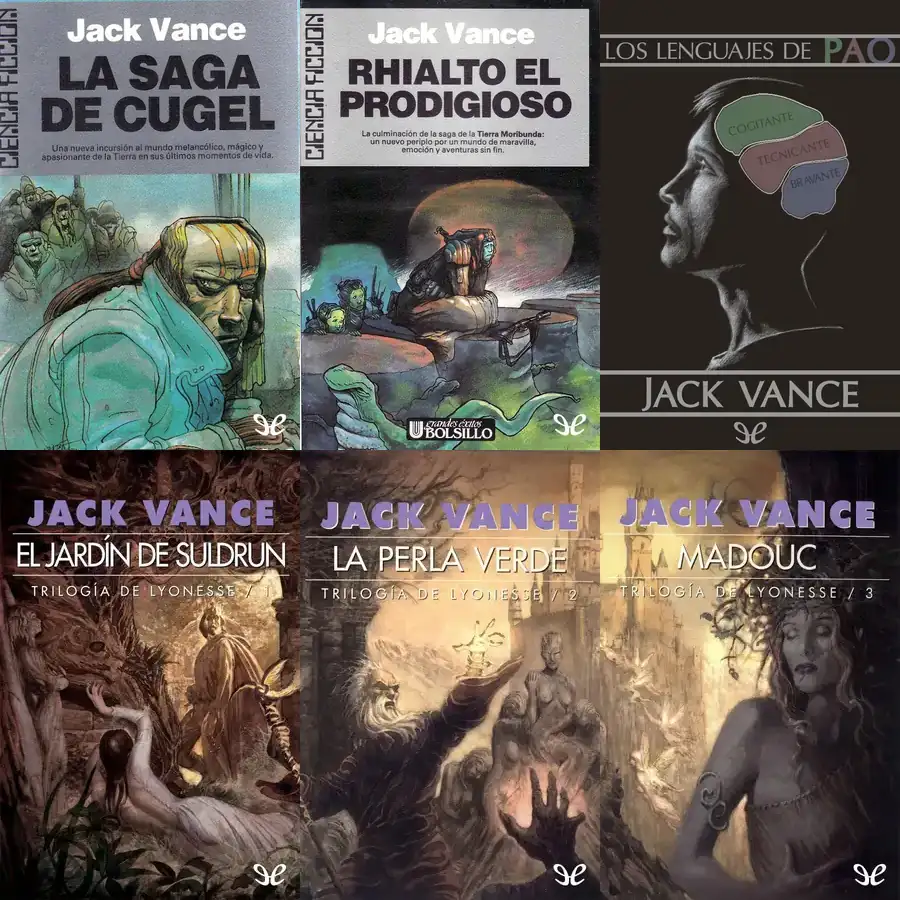 CIENCIA FICCION
Jack Vance
LA SAGA
DE CUGEL
Una nueva incursión al mundo melancólico, mágico y
apasionante de la Tierra en sus últimos momentos de vida.
CIENCIA FICCION
Jack Vance
RHIALTO EL
PRODIGIOSO
La culminación de la saga de la Tierra Moribunda:
un nuevo periplo por un mundo de maravilla,
emoción y aventuras sin fin.
grandes éxitos
BOLSILLO
LOS LENGUAJES DE PAO
COGITANTE
TECNICANTE
BRAVANTE
JACK VANCE
JACK VANCE
EL JARDÍN DE SULDRUN
TRILOGÍA DE LYONESSE / 1
JACK VANCE
LA PERLA VERDE
TRILOGÍA DE LYONESSE / 2
JACK VANCE
MADOUC
TRILOGÍA DE LYONESSE / 3